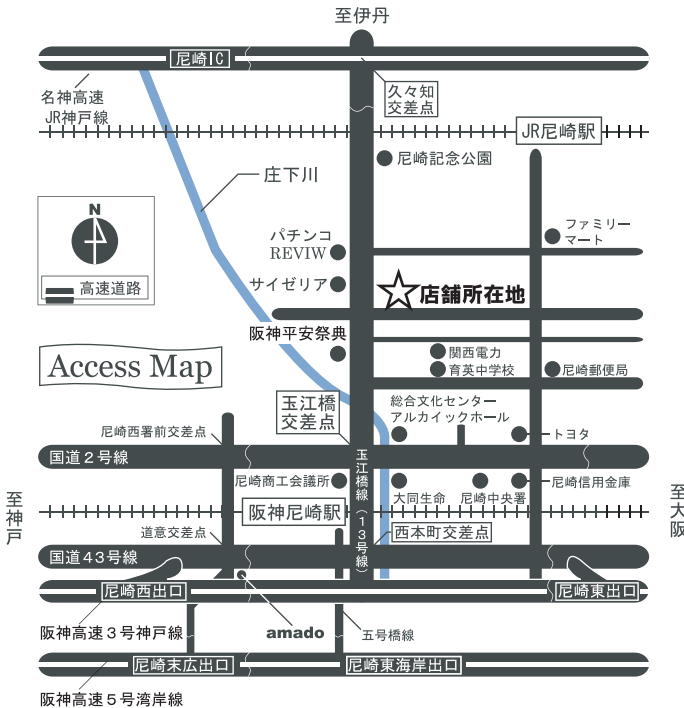 至伊丹
尼崎IC
久々知
交差点
名神高速
JR神戸線
JR尼崎駅
尼崎記念公園
庄下川
N
高速道路
ファミリー
マート
パチンコ
REVIW
サイゼリア
店舗所在地
阪神平安祭典
関西電力
育英中学校
尼崎郵便局
Access Map
玉江橋
交差点
総合文化センター
アルカイックホール
尼崎西署前交差点
トヨタ
国道2号線
玉江橋線(13号線)
尼崎商工会議所
大同生命
尼崎中央署
尼崎信用金庫
至神戸
至大阪
阪神尼崎駅
道意交差点
西本町交差点
国道43号線
尼崎西出口
尼崎東出口
阪神高速3号神戸線
amado
五号橋線
尼崎末広出口
尼崎東海岸出口
阪神高速5号湾岸線